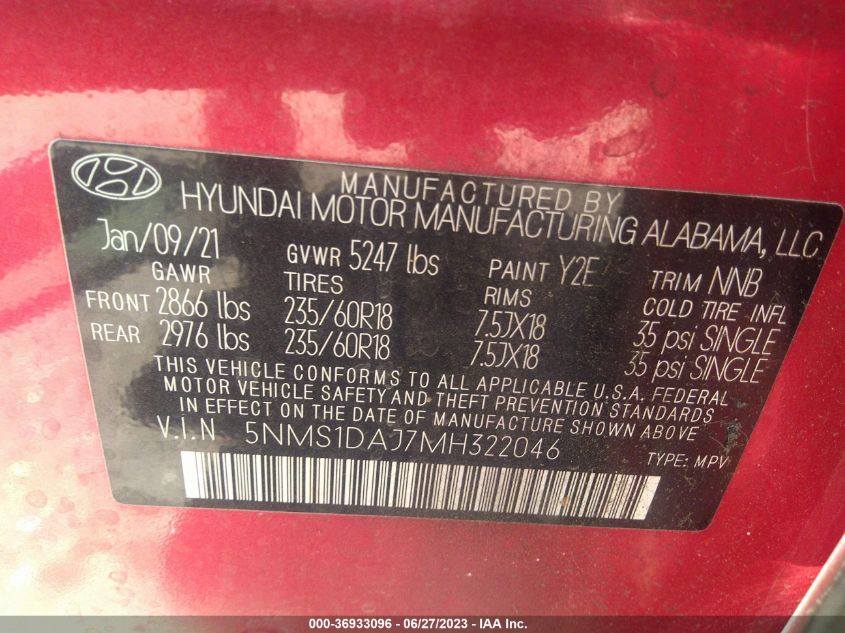 MANUFACTURED BY
HYUNDAI MOTOR MANUFACTURING ALABAMA, LLC
Jan/09/21 GVWR 5247 lbs PAINT Y2E TRIM NNB
GAWR TIRES RIMS COLD TIRE INFL
FRONT 2866 lbs 235/60R18 7.5JX18 35 psi SINGLE
REAR 2976 lbs 235/60R18 7.5JX18 35 psi SINGLE
THIS VEHICLE CONFORMS TO ALL APPLICABLE U.S.A. FEDERAL
MOTOR VEHICLE SAFETY AND THEFT PREVENTION STANDARDS
IN EFFECT ON THE DATE OF MANUFACTURE SHOWN ABOVE.
V.I.N 5NMS1DAJ7MH322046 TYPE: MPV
000-36933096 - 06/27/2023 - IAA Inc.